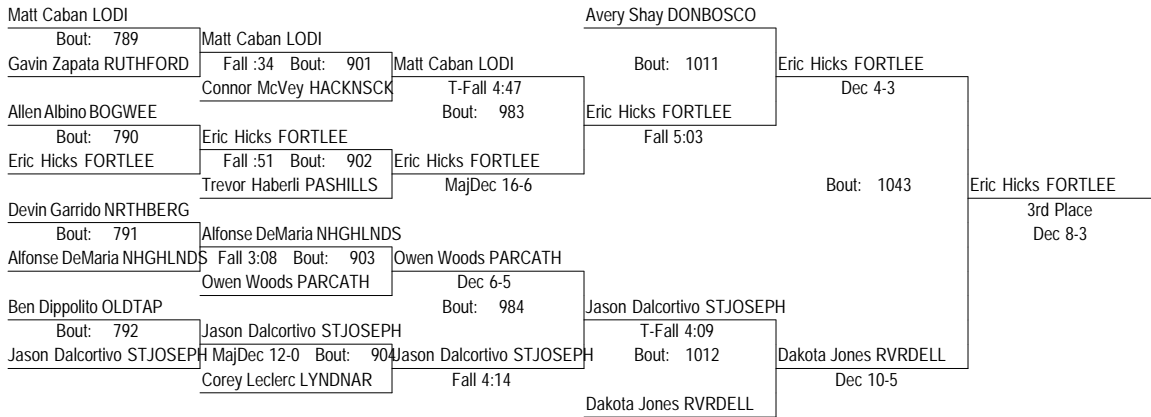 Matt Caban LODI
Bout: 789
Gavin Zapata RUTHFORD
Allen Albino BOGWEE
Bout: 790
Eric Hicks FORTLEE
Devin Garrido NRTHBERG
Bout: 791
Alfonse DeMaria NHGHLNDS
Ben Dippolito OLDTAP
Bout: 792
Jason Dalcortivo STJOSEPH
Matt Caban LODI
Fall :34 Bout: 901
Connor McVey HACKNSCK
Eric Hicks FORTLEE
Fall :51 Bout: 902
Trevor Haberli PASHILLS
Alfonse DeMaria NHGHLNDS
Fall 3:08 Bout: 903
Owen Woods PARCATH
Jason Dalcortivo STJOSEPH
MajDec 12-0 Bout: 904
Corey Leclerc LYNDNAR
Matt Caban LODI
T-Fall 4:47
Bout: 983
Eric Hicks FORTLEE
MajDec 16-6
Owen Woods PARCATH
Dec 6-5
Bout: 984
Jason Dalcortivo STJOSEPH
Fall 4:14
Avery Shay DONBOSCO
Bout: 1011
Eric Hicks FORTLEE
Fall 5:03
Jason Dalcortivo STJOSEPH
T-Fall 4:09
Bout: 1012
Dakota Jones RVRDELL
Eric Hicks FORTLEE
Dec 4-3
Bout: 1043
Dakota Jones RVRDELL
Dec 10-5
Eric Hicks FORTLEE
3rd Place
Dec 8-3